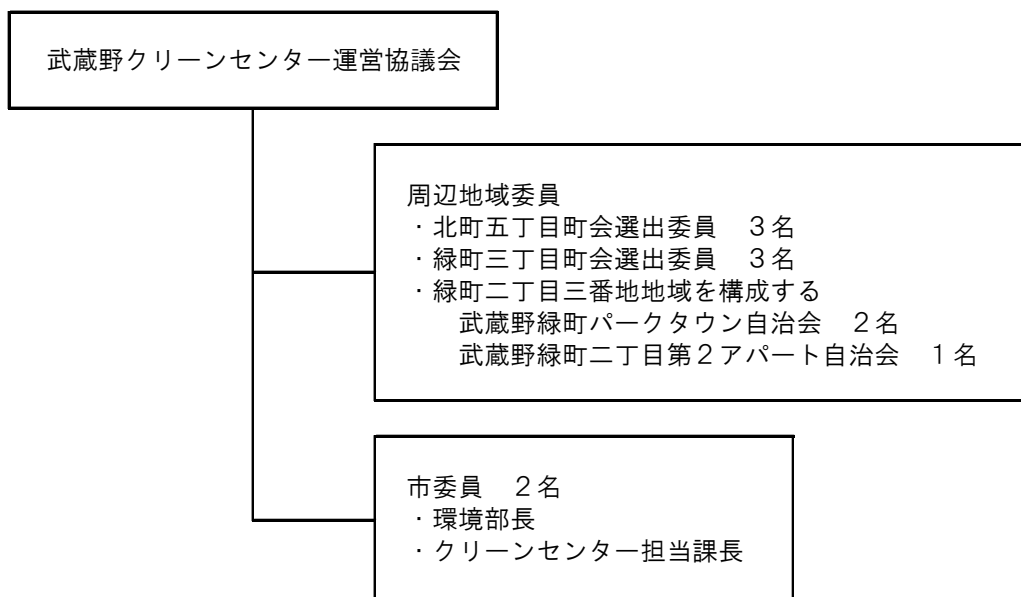 武蔵野クリーンセンター運営協議会
周辺地域委員
・北町五丁目町会選出委員　３名
・緑町三丁目町会選出委員　３名
・緑町二丁目三番地地域を構成する
武蔵野緑町パークタウン自治会　２名
武蔵野緑町二丁目第２アパート自治会　１名
市委員　２名
・環境部長
・クリーンセンター担当課長